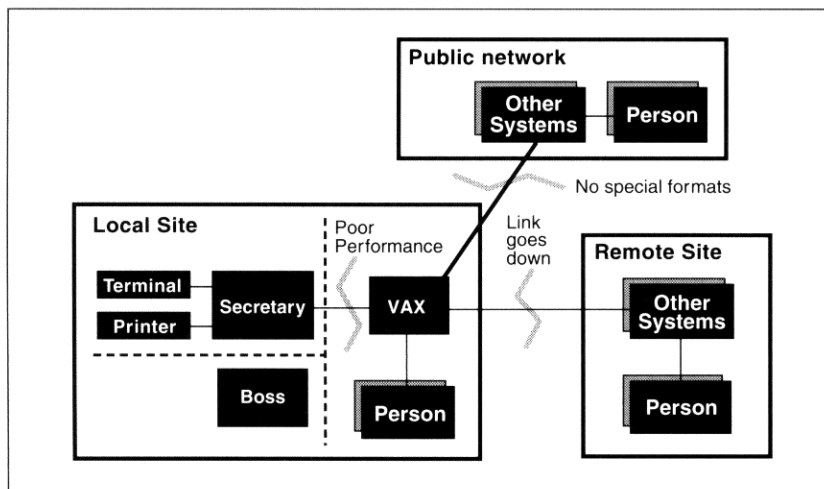 Public network
Other
Systems
Person
No special formats
Local Site
Poor
Performance
Link
goes
down
Remote Site
Terminal
Printer
Secretary
VAX
Other
Systems
Boss
Person
Person